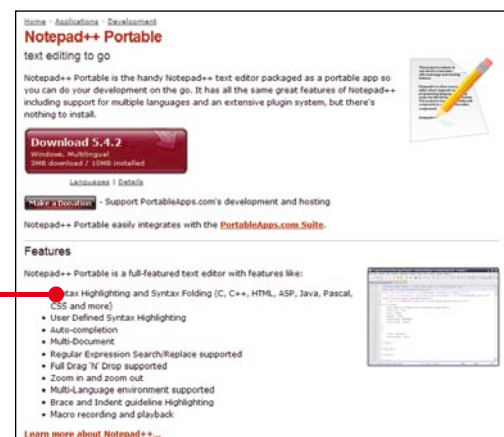 Home › Applications › Development
Notepad++ Portable
text editing to go
Notepad++ Portable is the handy Notepad++ text editor packaged as a portable app so
you can do your development on the go. It has all the same great features of Notepad++
including support for multiple languages and an extensive plugin system, but there's
nothing to install.
Download 5.4.2
Windows, Multilingual
2MB download / 10MB installed
Languages | Details
Make a Donation - Support PortableApps.com's development and hosting
Notepad++ Portable easily integrates with the PortableApps.com Suite.
Features
Notepad++ Portable is a full-featured text editor with features like:
tax Highlighting and Syntax Folding (C, C++, HTML, ASP, Java, Pascal,
CSS and more)
• User Defined Syntax Highlighting
• Auto-completion
• Multi-Document
• Regular Expression Search/Replace supported
• Full Drag 'N' Drop supported
• Zoom in and zoom out
• Multi-Language environment supported
• Brace and Indent guideline Highlighting
• Macro recording and playback
Learn more about Notepad++...